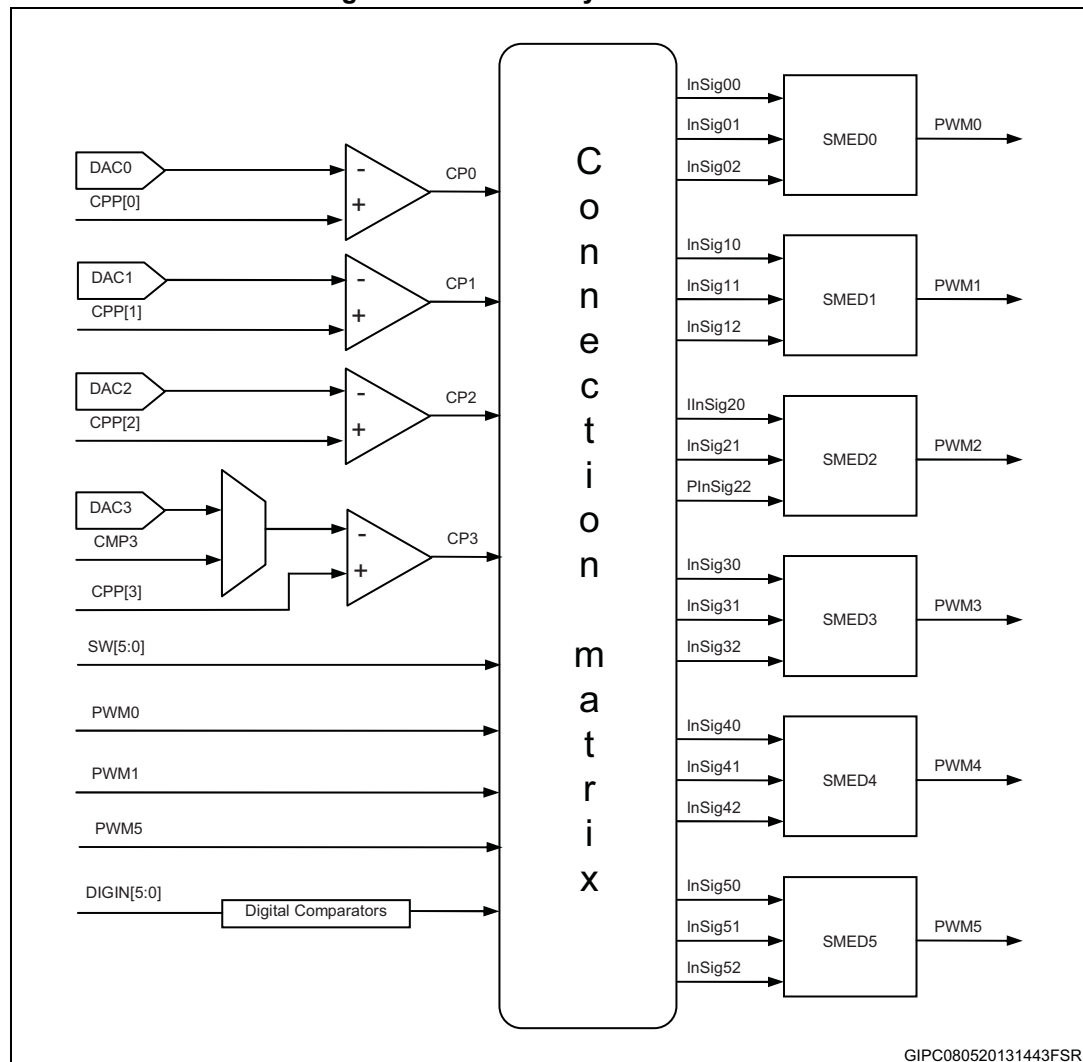 DAC0
CPP[0]
-
+
CP0
DAC1
CPP[1]
-
+
CP1
DAC2
CPP[2]
-
+
CP2
DAC3
CMP3
CPP[3]
-
+
CP3
SW[5:0]
PWM0
PWM1
PWM5
DIGIN[5:0]
Digital Comparators
Connection matrix
InSig00
InSig01
InSig02
SMED0
PWM0
InSig10
InSig11
InSig12
SMED1
PWM1
IInSig20
InSig21
PInSig22
SMED2
PWM2
InSig30
InSig31
InSig32
SMED3
PWM3
InSig40
InSig41
InSig42
SMED4
PWM4
InSig50
InSig51
InSig52
SMED5
PWM5
GIPC080520131443FSR